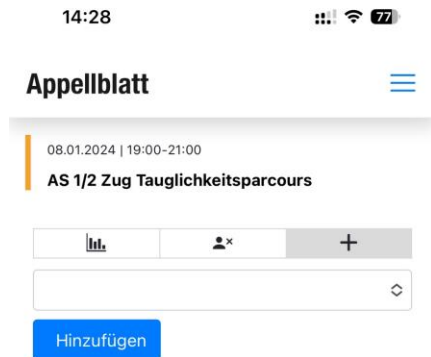 14:28
77
Appellblatt
08.01.2024 | 19:00-21:00
AS 1/2 Zug Tauglichkeitsparcours
Hinzufügen